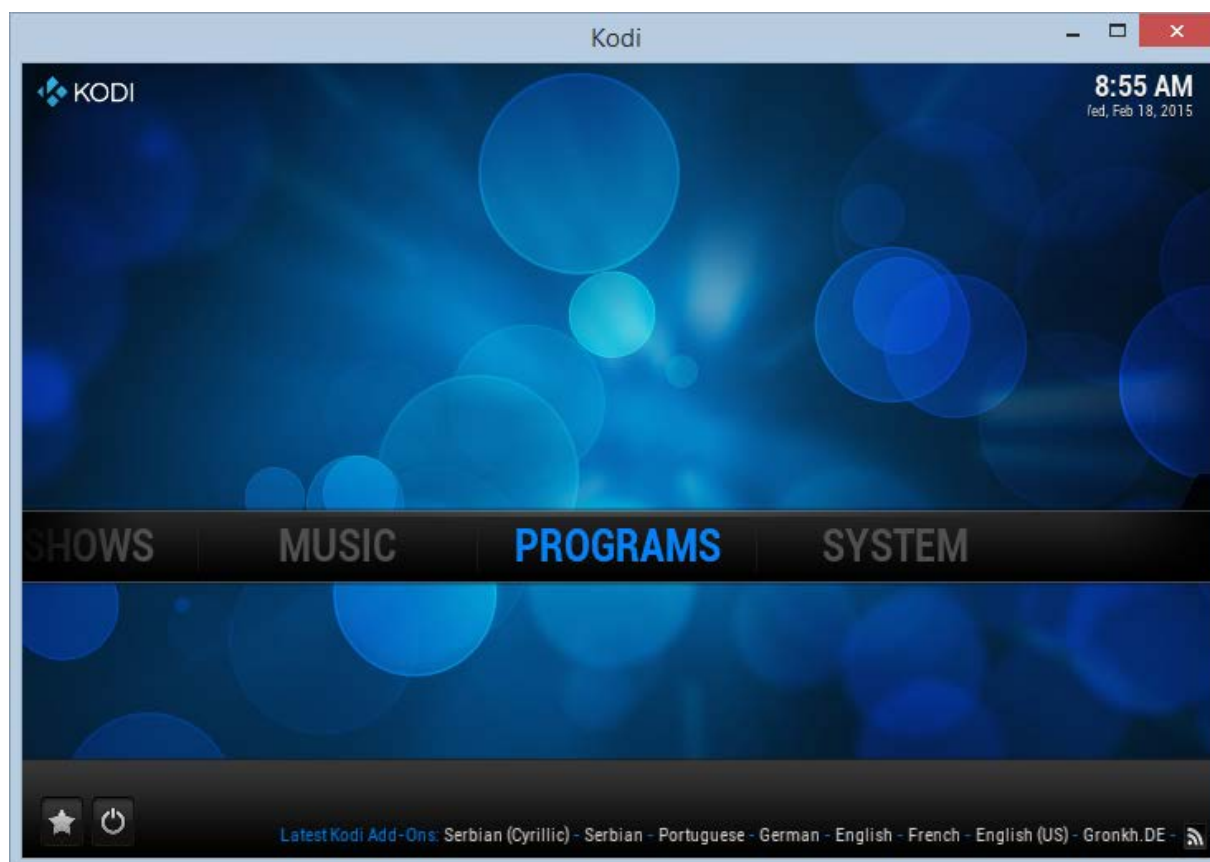 Kodi
KODI
8:55 AM
ed, Feb 18, 2015
SHOWS MUSIC PROGRAMS SYSTEM
Latest Kodi Add-Ons: Serbian (Cyrillic) - Serbian - Portuguese - German - English - French - English (US) - Gronkh.DE -